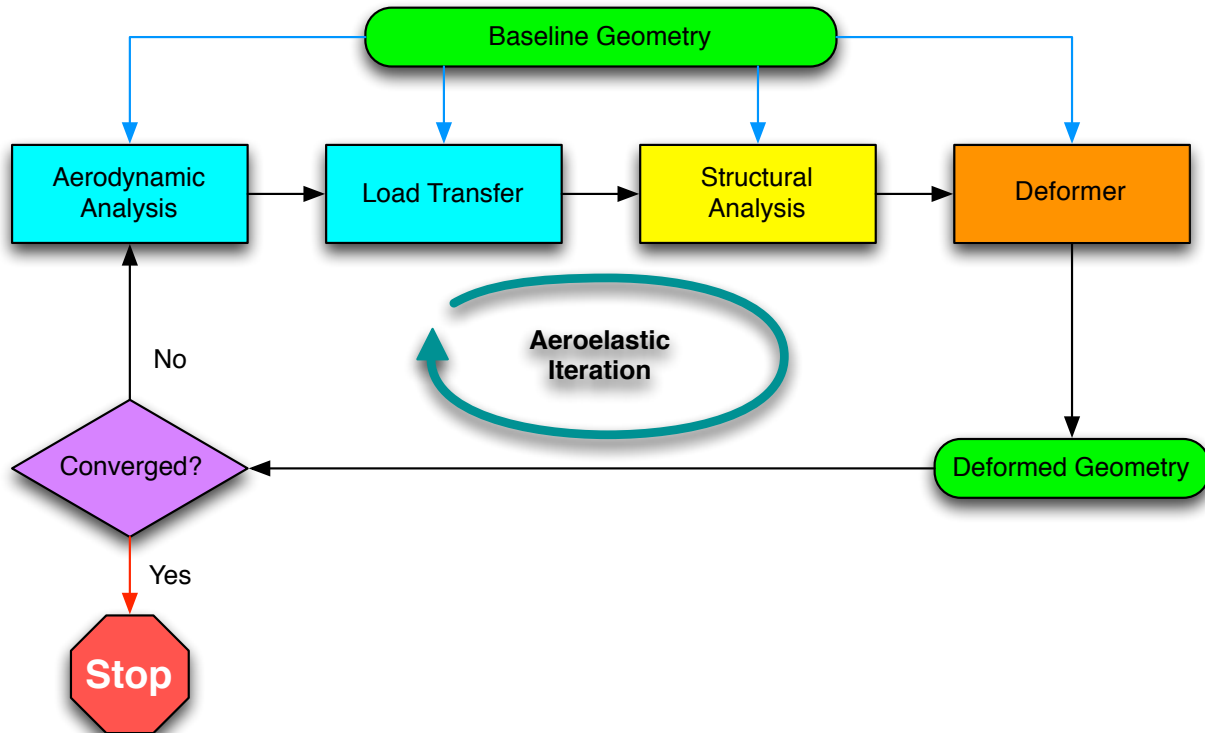 Baseline Geometry
Aerodynamic
Analysis
Load Transfer
Structural
Analysis
Deformer
Aeroelastic
Iteration
No
Converged?
Deformed Geometry
Yes
Stop